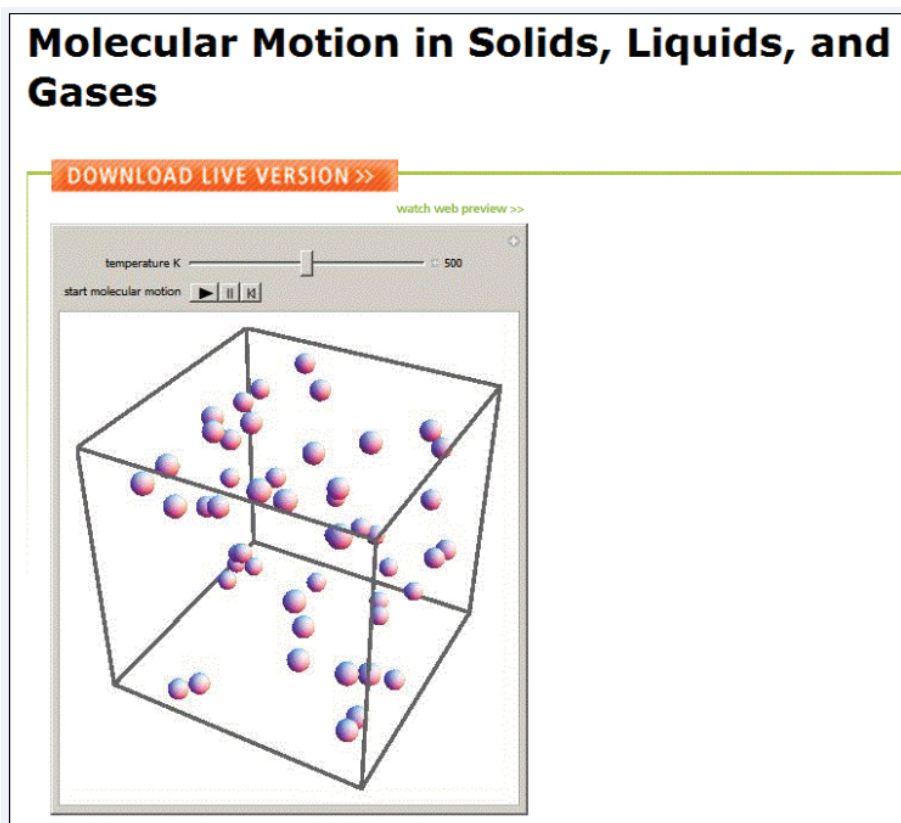 Molecular Motion in Solids, Liquids, and
Gases
DOWNLOAD LIVE VERSION >>
watch web preview >>
temperature K 500
start molecular motion